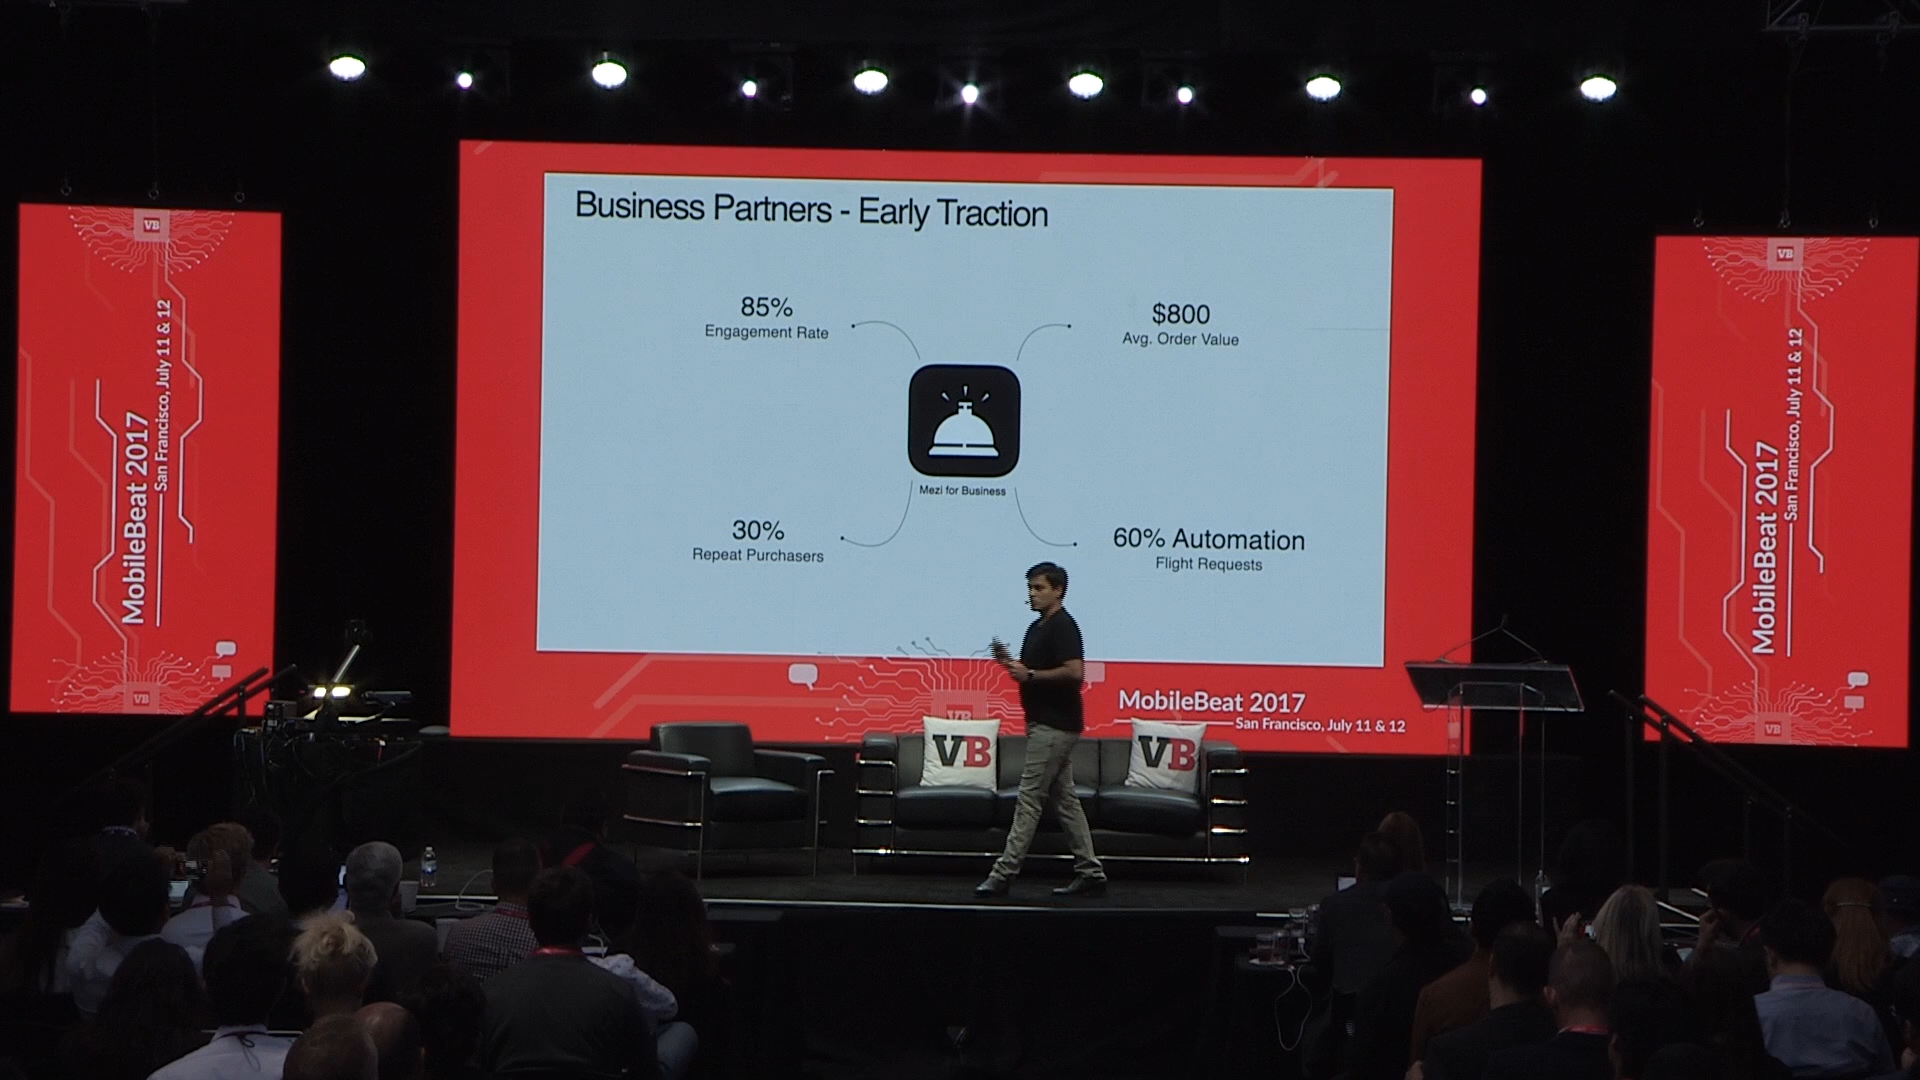 Business Partners - Early Traction
85%
Engagement Rate
$800
Avg. Order Value
Mezi for Business
30%
Repeat Purchasers
60% Automation
Flight Requests
VB
MobileBeat 2017
San Francisco, July 11 & 12
VB
VB
MobileBeat 2017
San Francisco, July 11 & 12
VB
VB
MobileBeat 2017
San Francisco, July 11 & 12
VB
VB
VB